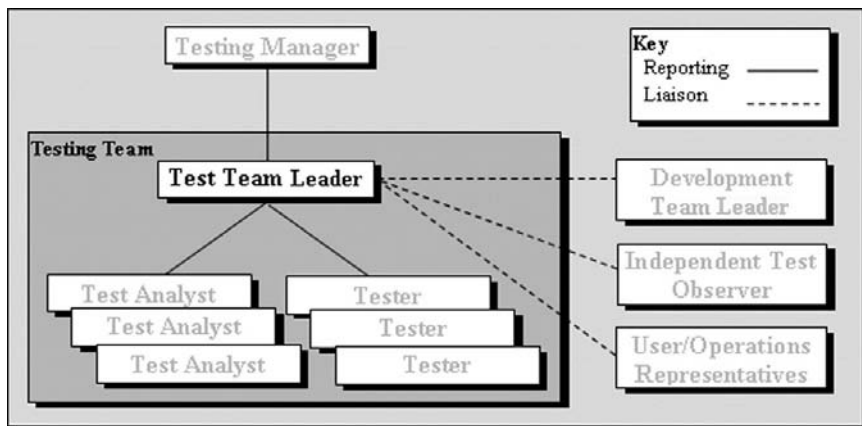 Testing Manager
Key
Reporting
Liaison
Testing Team
Test Team Leader
Development
Team Leader
Independent Test
Observer
User/Operations
Representatives
Test Analyst
Test Analyst
Test Analyst
Tester
Tester
Tester